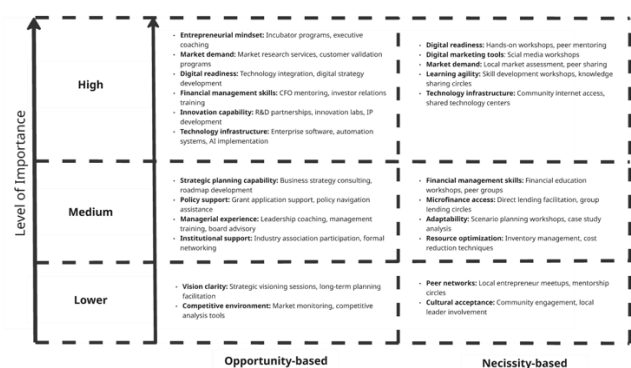 Level of Importance
High
• Entrepreneurial mindset: Incubator programs, executive
coaching
• Market demand: Market research services, customer valdation
programs
• Digital readiness: Technology integration, digital strategy
development
• Financial management skills: CFO mentoring, investor relations
training
• Innovation capability: R&D partnerships, innovation labs, IP
development
• Technology infrastructure: Enterprise software, automation
systems, AI implementation
• Digital readiness: Hands-on workshops, peer mentoring
• Digital marketing tools: Scial media workshops
• Market demand: Local market assessment, peer sharing
• Learning agility: Skill development workshops, knowledge
sharing circles
• Technology infrastructure: Community internet access,
shared technology centers
Medium
• Strategic planning capability: Business strategy consulting,
roadmap development
• Policy support: Grant application support, policy navigation
assistance
• Managerial experience: Leadership coaching, management
training, board advisory
• Institutional support: Industry association participation, formal
networking
• Financial management skills: Financial education
workshops, peer groups
• Microfinance access: Direct lending facilitation, group
lending circles
• Adaptability: Scenario planning workshops, case study
analysis
• Resource optimization: Inventory management, cost
reduction techniques
Lower
• Vision clarity: Strategic visioning sessions, long-term planning
facilitation
• Competitive environment: Market monitoring, competitive
analysis tools
• Peer networks: Local entrepreneur meetups, mentorship
circles
• Cultural acceptance: Community engagement, local
leader involvement
Opportunity-based
Necissity-based